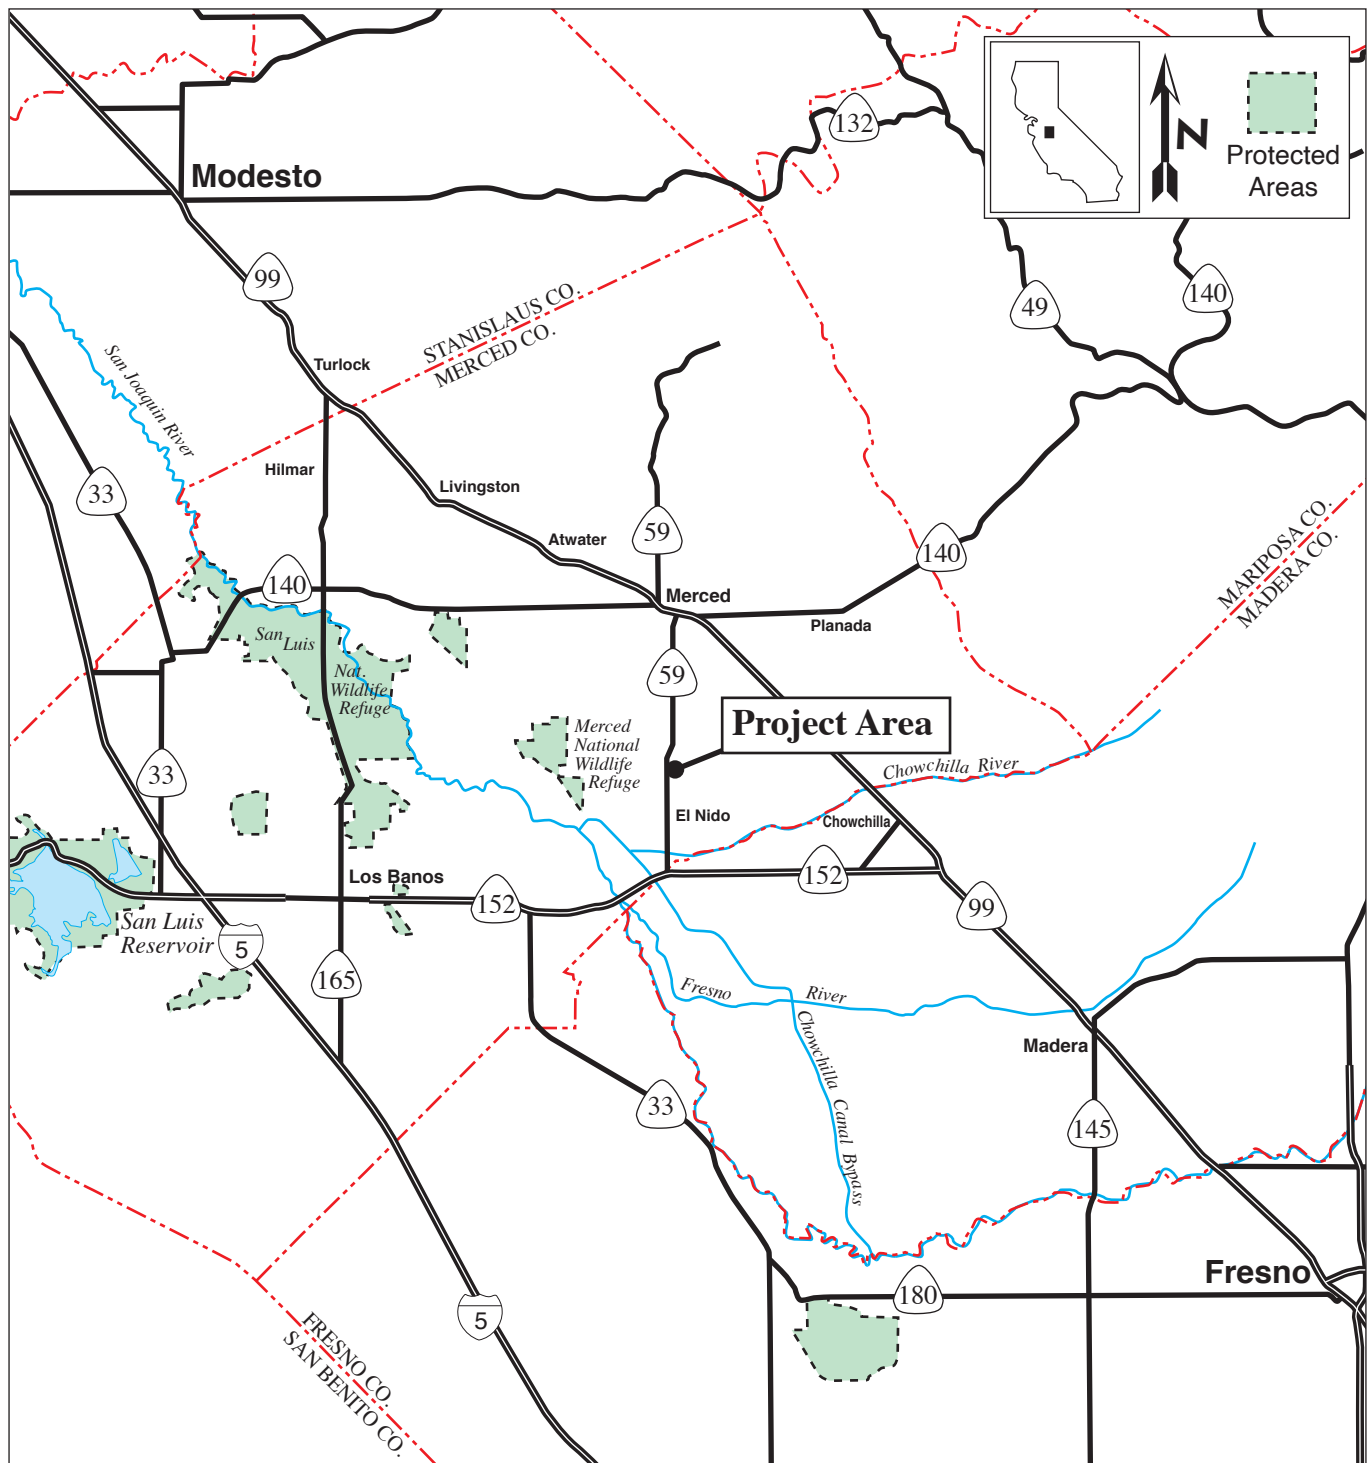 132
N
Protected
Areas
Modesto
99
STANISLAUS CO.
MERCED CO.
49
140
San Joaquin River
Turlock
33
Hilmar
Livingston
Atwater
59
140
140
MARIPOSA CO.
MADERA CO.
Merced
Planada
San Luis
Nat.
Wildlife
Refuge
59
Project Area
Merced
National
Wildlife
Refuge
33
Chowchilla River
El Nido
Chowchilla
Los Banos
152
152
99
San Luis
Reservoir
5
165
Fresno River
Chowchilla Canal Bypass
Madera
33
145
Fresno
180
5
FRESNO CO.
SAN BENITO CO.